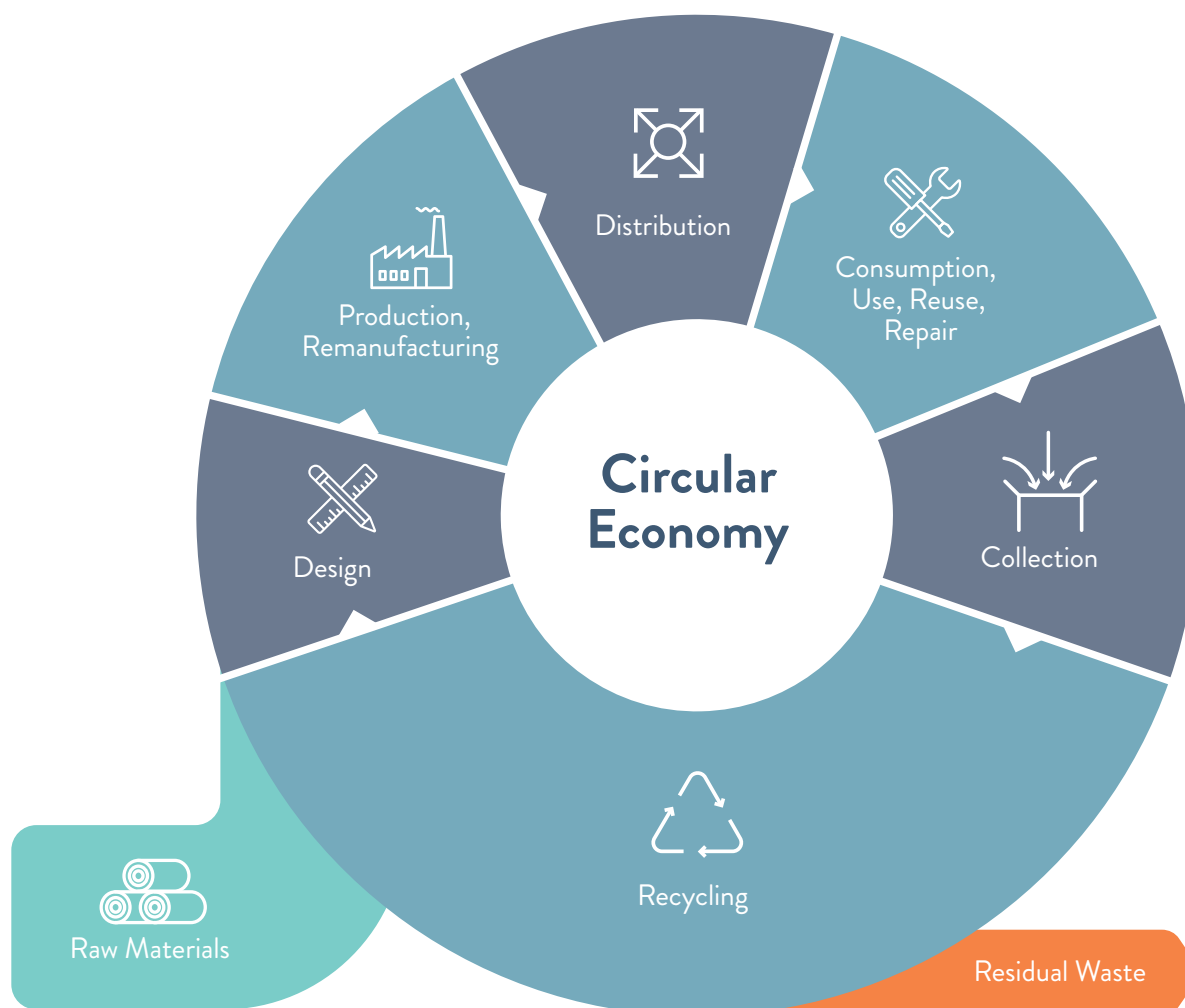 Distribution
Consumption,
Use, Reuse,
Repair
Production,
Remanufacturing
Circular
Economy
Design
Collection
Recycling
Raw Materials
Residual Waste